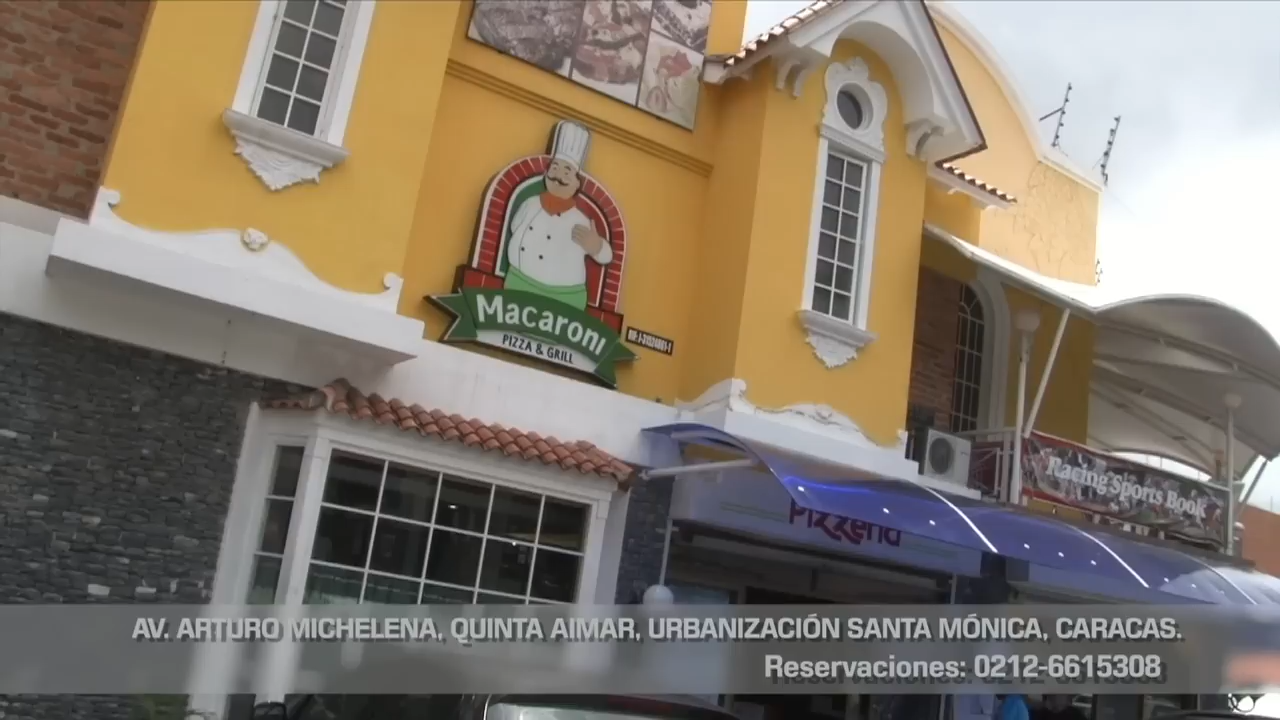 Macaroni
PIZZA & GRILL
Pizzeria
Racing Sports Book
AV. ARTURO MICHELENA, QUINTA AIMAR, URBANIZACIÓN SANTA MÓNICA, CARACAS.
Reservaciones: 0212-6615308